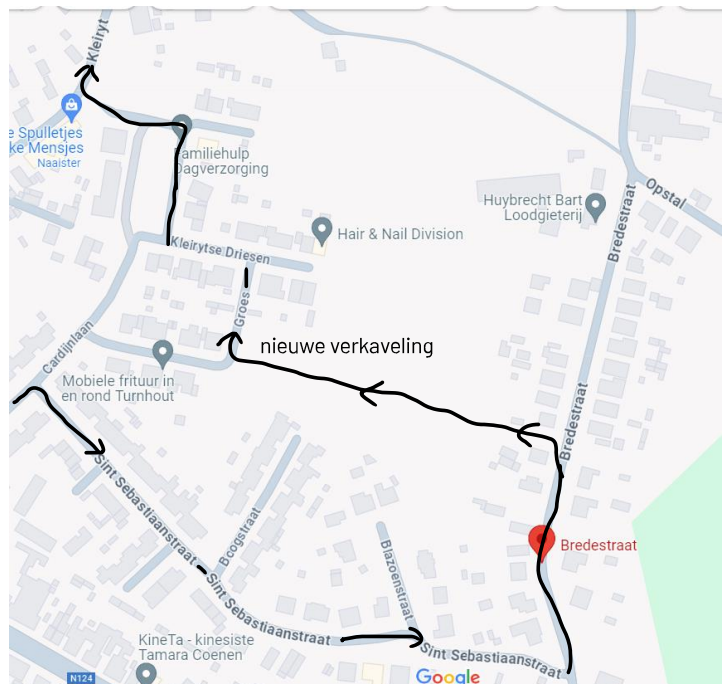 Kleiryt
e Spulletjes
ke Mensjes
Naaister
Familiehulp
Dagverzorging
Huybrecht Bart
Loodgieterij
Opstal
Bredestraat
Hair & Nail Division
Kleirytse Driesen
Groes
Cardijnlaan
nieuwe verkaveling
Mobiele frituur in
en rond Turnhout
Bredestraat
Sint Sebastiaanstraat
Boogstraat
Blazoenstraat
Bredestraat
Sint Sebastiaanstraat
Sint Sebastiaanstraat
KineTa - kinesiste
Tamara Coenen
N124
Google